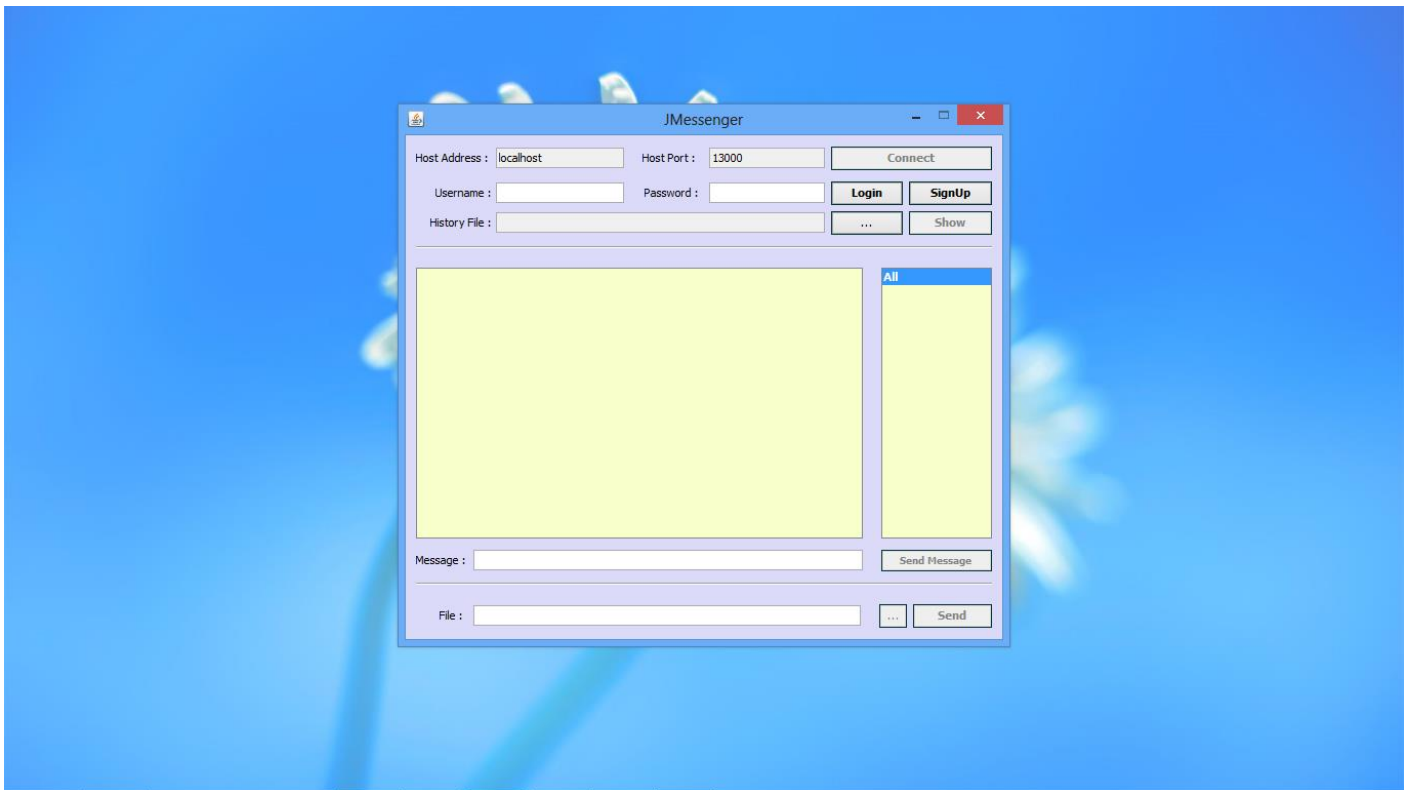 JMessenger
Host Address : localhost Host Port : 13000 Connect
Username : Password : Login SignUp
History File : ... Show
All
Message : Send Message
File : ... Send